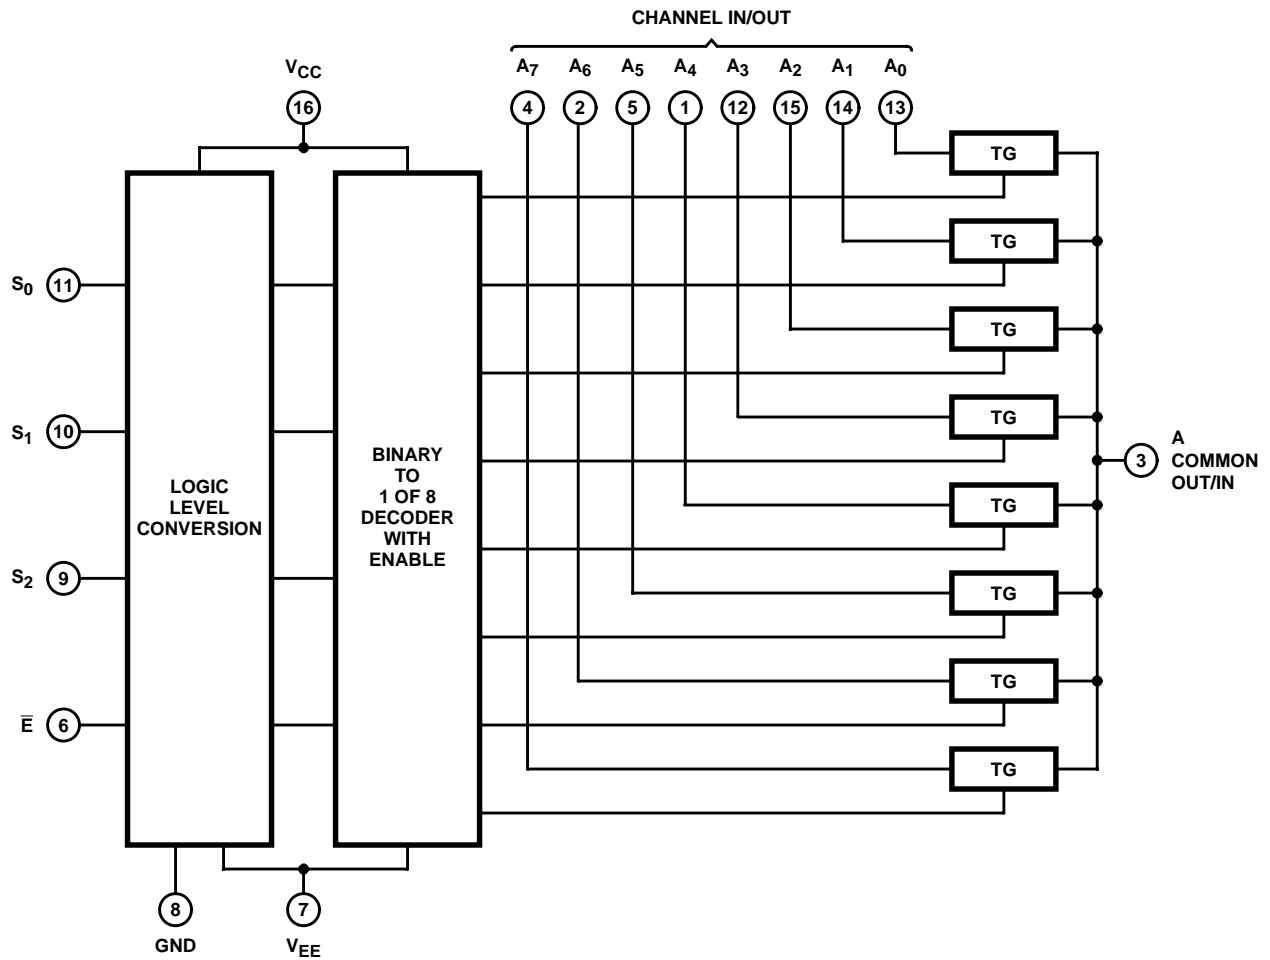 CHANNEL IN/OUT
VCC
A7 A6 A5 A4 A3 A2 A1 A0
16
4 2 5 1 12 15 14 13
TG
TG
S0 11
TG
TG
S1 10
A
COMMON
OUT/IN
3
BINARY
TO
1 OF 8
DECODER
WITH
ENABLE
LOGIC
LEVEL
CONVERSION
TG
S2 9
TG
TG
E̅ 6
TG
8
7
GND
VEE